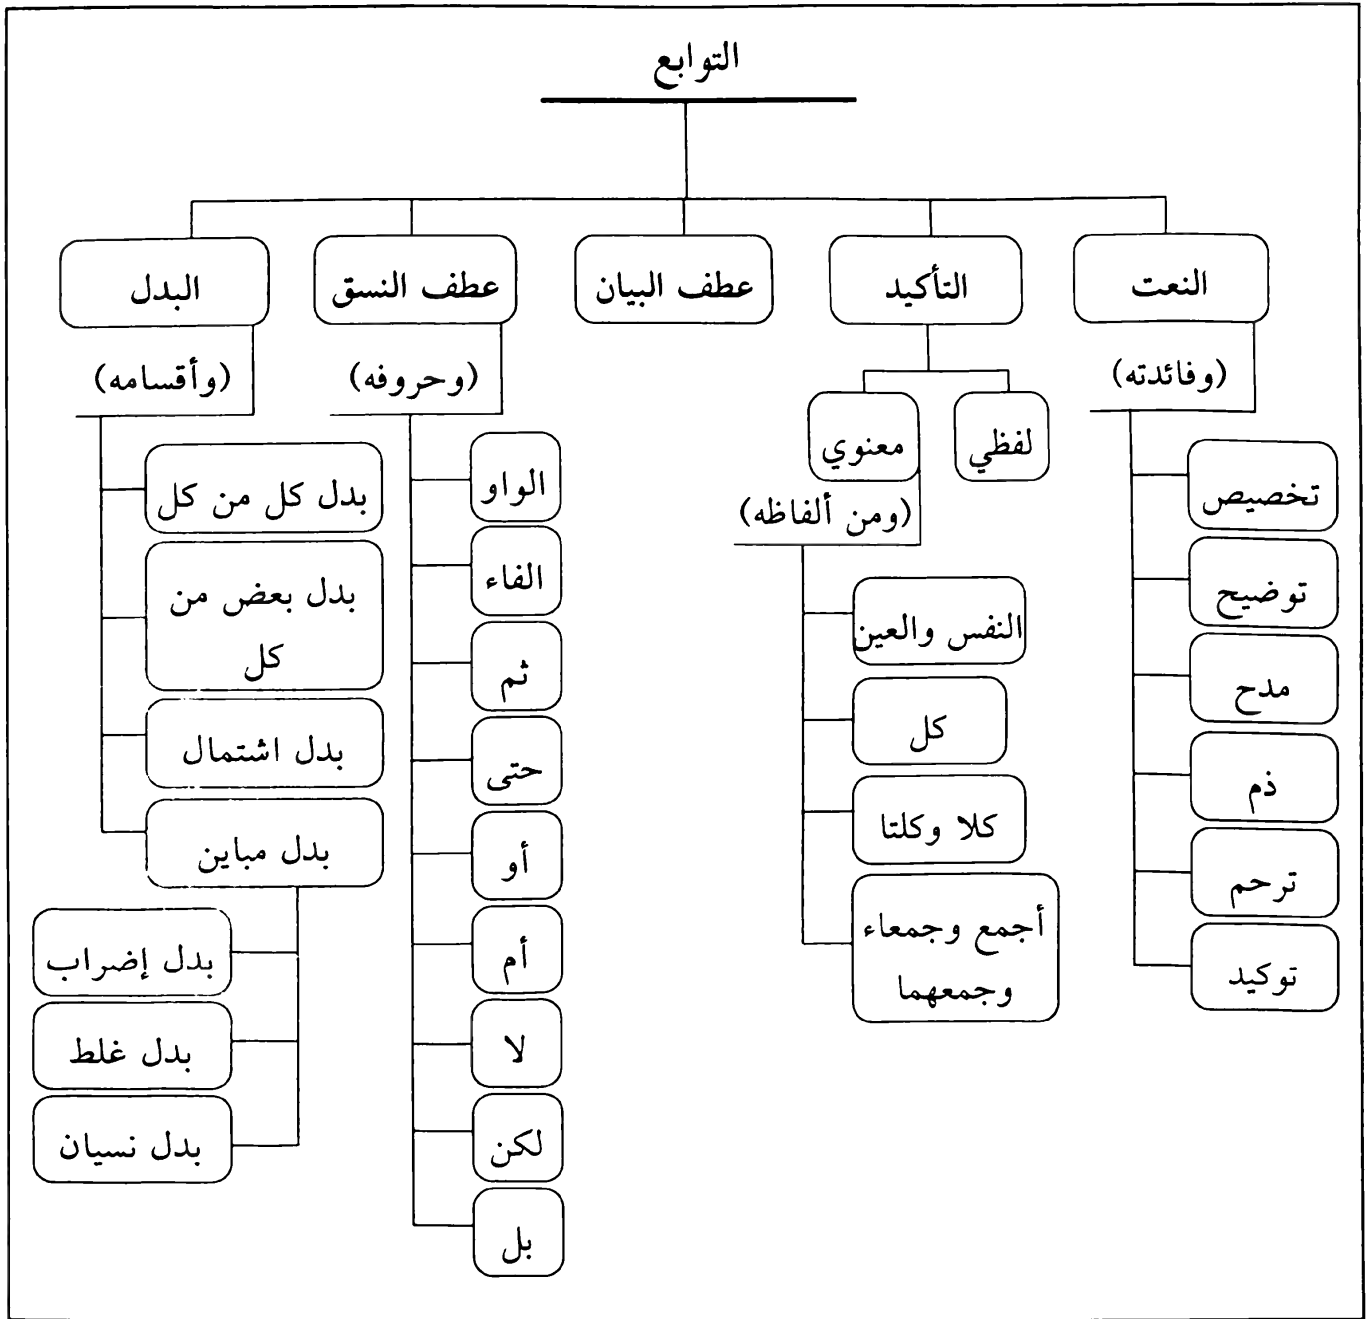 التوابع
النعت
(وفائدته)
تخصيص
توضيح
مدح
ذم
ترحم
توكيد
التأكيد
لفظي
معنوي
(ومن ألفاظه)
النفس والعين
كل
كلا وكلتا
أجمع وجمعاء
وجمعهما
عطف البيان
عطف النسق
(وحروفه)
الواو
الفاء
ثم
حتى
أو
أم
لا
لكن
بل
البدل
(وأقسامه)
بدل كل من كل
بدل بعض من
كل
بدل اشتمال
بدل مباين
بدل إضراب
بدل غلط
بدل نسيان